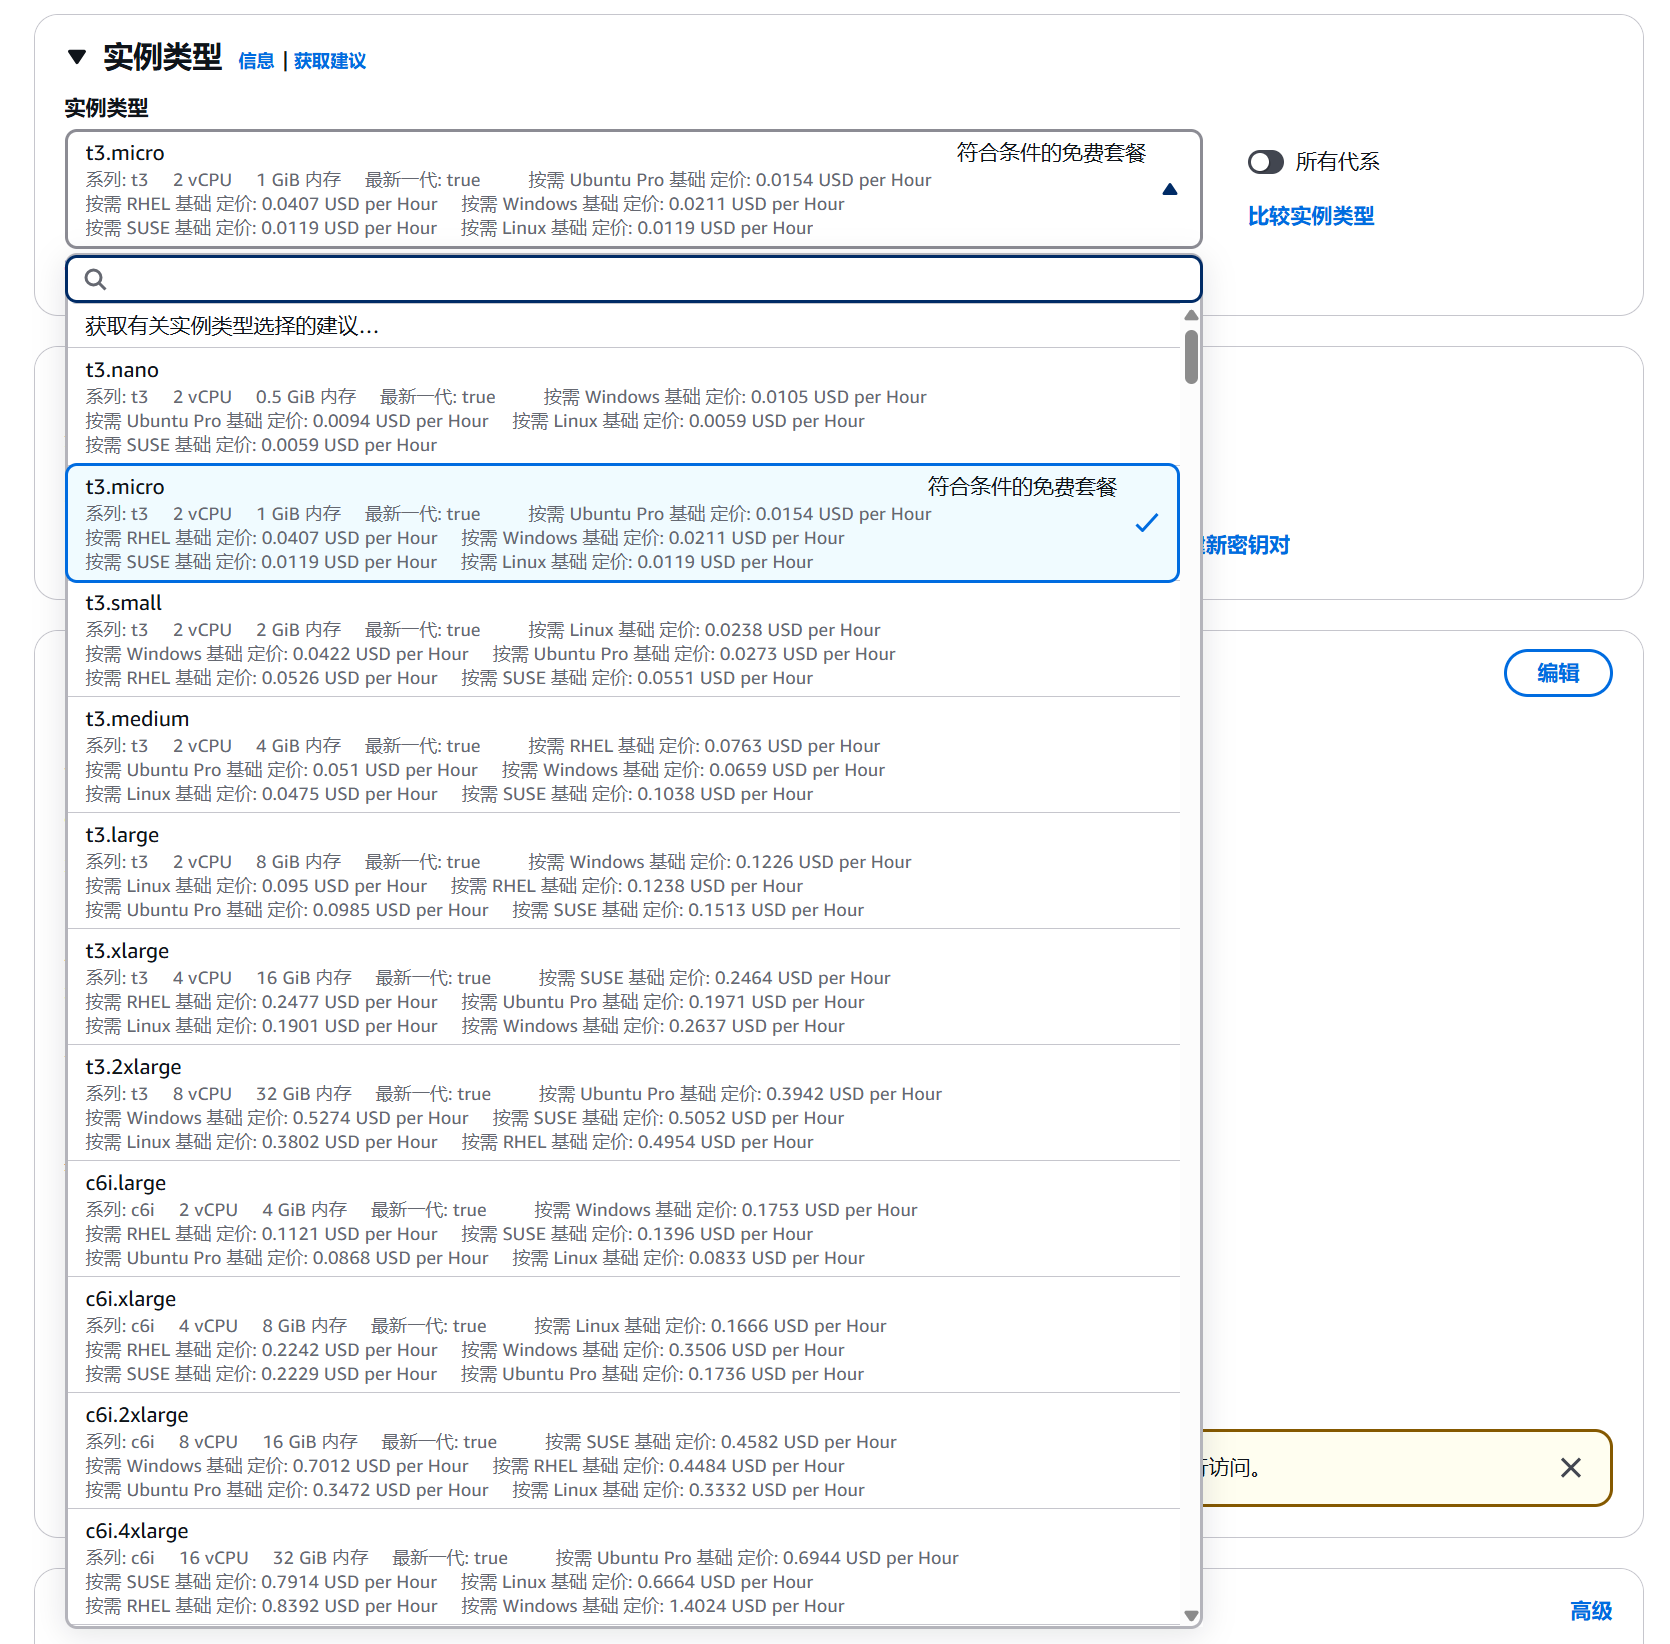 实例类型 信息 | 获取建议
实例类型
t3.micro 符合条件的免费套餐
系列: t3 2 vCPU 1 GiB 内存 最新一代: true 按需 Ubuntu Pro 基础 定价: 0.0154 USD per Hour
按需 RHEL 基础 定价: 0.0407 USD per Hour 按需 Windows 基础 定价: 0.0211 USD per Hour
按需 SUSE 基础 定价: 0.0119 USD per Hour 按需 Linux 基础 定价: 0.0119 USD per Hour
所有代系
比较实例类型
获取有关实例类型选择的建议...
t3.nano
系列: t3 2 vCPU 0.5 GiB 内存 最新一代: true 按需 Windows 基础 定价: 0.0105 USD per Hour
按需 Ubuntu Pro 基础 定价: 0.0094 USD per Hour 按需 Linux 基础 定价: 0.0059 USD per Hour
按需 SUSE 基础 定价: 0.0059 USD per Hour
t3.micro 符合条件的免费套餐
系列: t3 2 vCPU 1 GiB 内存 最新一代: true 按需 Ubuntu Pro 基础 定价: 0.0154 USD per Hour
按需 RHEL 基础 定价: 0.0407 USD per Hour 按需 Windows 基础 定价: 0.0211 USD per Hour
按需 SUSE 基础 定价: 0.0119 USD per Hour 按需 Linux 基础 定价: 0.0119 USD per Hour
新密钥对
t3.small
系列: t3 2 vCPU 2 GiB 内存 最新一代: true 按需 Linux 基础 定价: 0.0238 USD per Hour
按需 Windows 基础 定价: 0.0422 USD per Hour 按需 Ubuntu Pro 基础 定价: 0.0273 USD per Hour
按需 RHEL 基础 定价: 0.0526 USD per Hour 按需 SUSE 基础 定价: 0.0551 USD per Hour
编辑
t3.medium
系列: t3 2 vCPU 4 GiB 内存 最新一代: true 按需 RHEL 基础 定价: 0.0763 USD per Hour
按需 Ubuntu Pro 基础 定价: 0.051 USD per Hour 按需 Windows 基础 定价: 0.0659 USD per Hour
按需 Linux 基础 定价: 0.0475 USD per Hour 按需 SUSE 基础 定价: 0.1038 USD per Hour
t3.large
系列: t3 2 vCPU 8 GiB 内存 最新一代: true 按需 Windows 基础 定价: 0.1226 USD per Hour
按需 Linux 基础 定价: 0.095 USD per Hour 按需 RHEL 基础 定价: 0.1238 USD per Hour
按需 Ubuntu Pro 基础 定价: 0.0985 USD per Hour 按需 SUSE 基础 定价: 0.1513 USD per Hour
t3.xlarge
系列: t3 4 vCPU 16 GiB 内存 最新一代: true 按需 SUSE 基础 定价: 0.2464 USD per Hour
按需 RHEL 基础 定价: 0.2477 USD per Hour 按需 Ubuntu Pro 基础 定价: 0.1971 USD per Hour
按需 Linux 基础 定价: 0.1901 USD per Hour 按需 Windows 基础 定价: 0.2637 USD per Hour
t3.2xlarge
系列: t3 8 vCPU 32 GiB 内存 最新一代: true 按需 Ubuntu Pro 基础 定价: 0.3942 USD per Hour
按需 Windows 基础 定价: 0.5274 USD per Hour 按需 SUSE 基础 定价: 0.5052 USD per Hour
按需 Linux 基础 定价: 0.3802 USD per Hour 按需 RHEL 基础 定价: 0.4954 USD per Hour
c6i.large
系列: c6i 2 vCPU 4 GiB 内存 最新一代: true 按需 Windows 基础 定价: 0.1753 USD per Hour
按需 RHEL 基础 定价: 0.1121 USD per Hour 按需 SUSE 基础 定价: 0.1396 USD per Hour
按需 Ubuntu Pro 基础 定价: 0.0868 USD per Hour 按需 Linux 基础 定价: 0.0833 USD per Hour
c6i.xlarge
系列: c6i 4 vCPU 8 GiB 内存 最新一代: true 按需 Linux 基础 定价: 0.1666 USD per Hour
按需 RHEL 基础 定价: 0.2242 USD per Hour 按需 Windows 基础 定价: 0.3506 USD per Hour
按需 SUSE 基础 定价: 0.2229 USD per Hour 按需 Ubuntu Pro 基础 定价: 0.1736 USD per Hour
c6i.2xlarge
系列: c6i 8 vCPU 16 GiB 内存 最新一代: true 按需 SUSE 基础 定价: 0.4582 USD per Hour
按需 Windows 基础 定价: 0.7012 USD per Hour 按需 RHEL 基础 定价: 0.4484 USD per Hour
按需 Ubuntu Pro 基础 定价: 0.3472 USD per Hour 按需 Linux 基础 定价: 0.3332 USD per Hour
访问。
c6i.4xlarge
系列: c6i 16 vCPU 32 GiB 内存 最新一代: true 按需 Ubuntu Pro 基础 定价: 0.6944 USD per Hour
按需 SUSE 基础 定价: 0.7914 USD per Hour 按需 Linux 基础 定价: 0.6664 USD per Hour
按需 RHEL 基础 定价: 0.8392 USD per Hour 按需 Windows 基础 定价: 1.4024 USD per Hour
高级